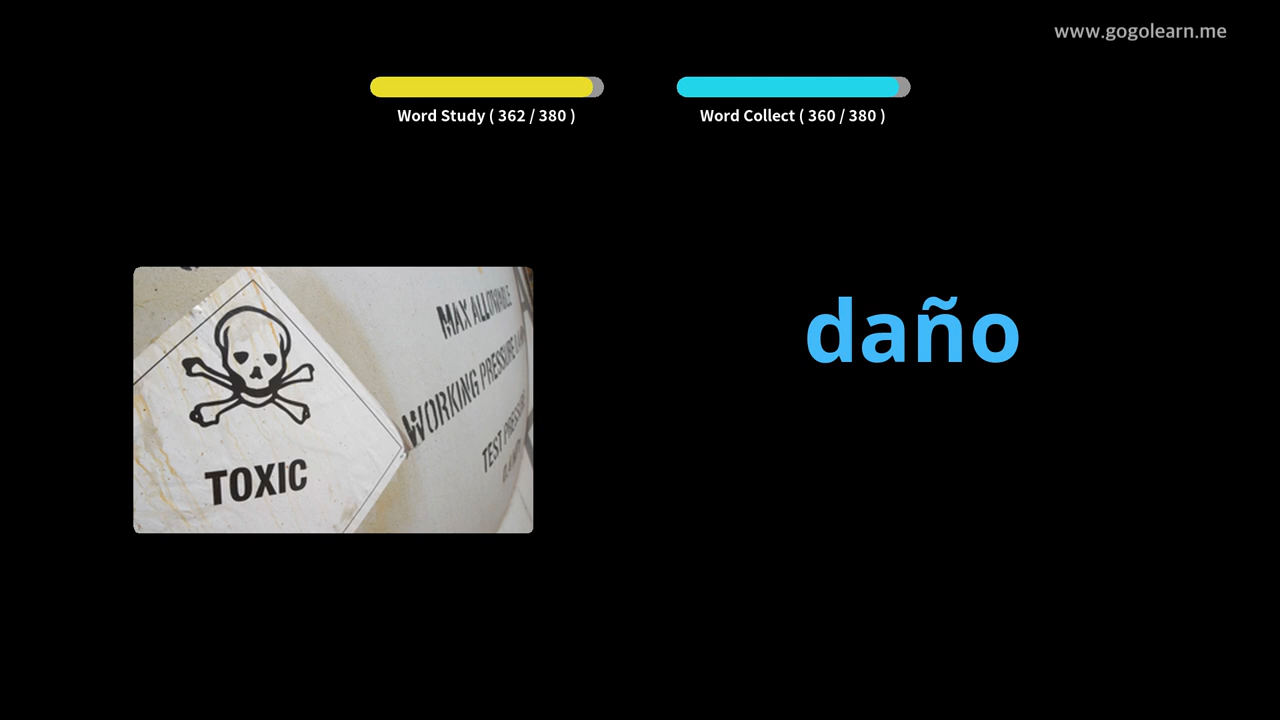 www.gogolearn.me
Word Study ( 362 / 380 )
Word Collect ( 360 / 380 )
daño
MAX ALLOWABLE
WORKING PRESSURE
TEST PRESSURE
TOXIC